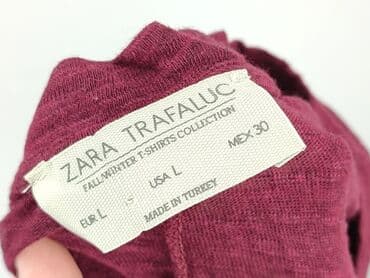 ZARA TRAFALUC
FALL/WINTER T-SHIRTS COLLECTION
EUR L USA L MEX 30
MADE IN TURKEY